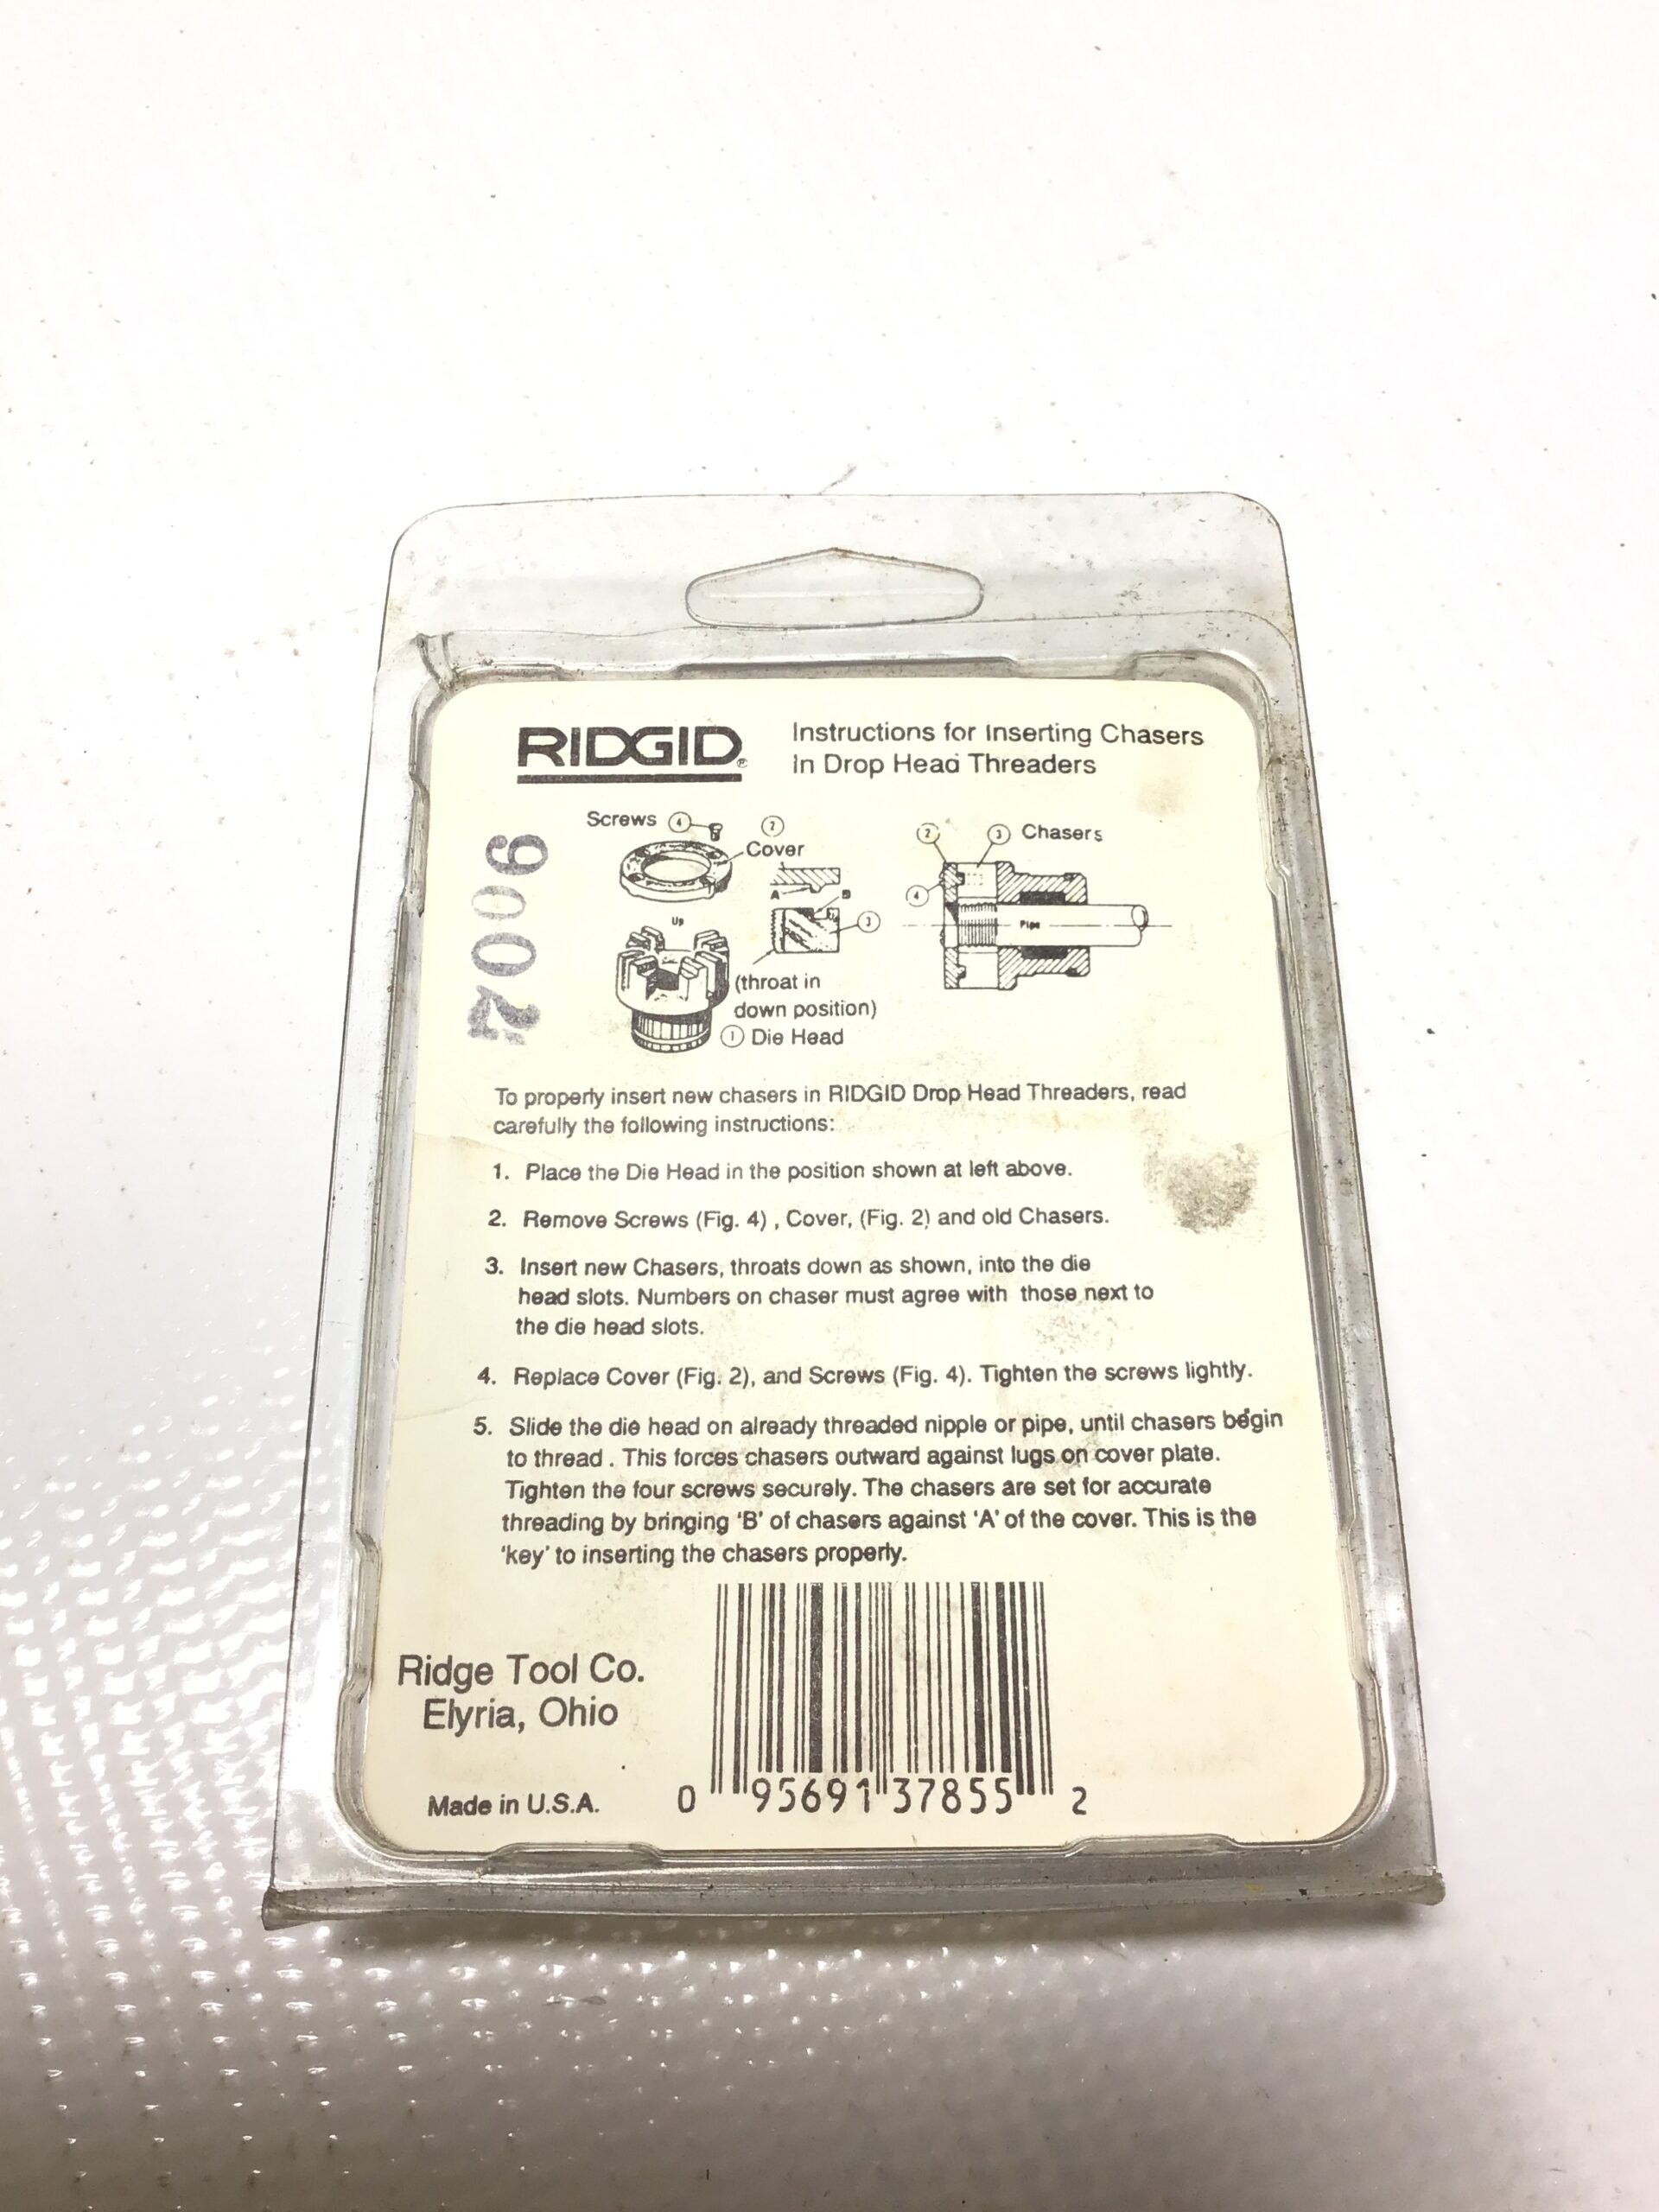 RIDGID®
Instructions for Inserting Chasers
In Drop Head Threaders
Screws 4
2
Cover
A
B
3
Up
(throat in
down position)
1 Die Head
2
3 Chasers
4
Pipe
To properly insert new chasers in RIDGID Drop Head Threaders, read
carefully the following instructions:
1. Place the Die Head in the position shown at left above.
2. Remove Screws (Fig. 4) , Cover, (Fig. 2) and old Chasers.
3. Insert new Chasers, throats down as shown, into the die
head slots. Numbers on chaser must agree with those next to
the die head slots.
4. Replace Cover (Fig. 2), and Screws (Fig. 4). Tighten the screws lightly.
5. Slide the die head on already threaded nipple or pipe, until chasers begin
to thread . This forces chasers outward against lugs on cover plate.
Tighten the four screws securely. The chasers are set for accurate
threading by bringing ‘B’ of chasers against ‘A’ of the cover. This is the
‘key’ to inserting the chasers properly.
Ridge Tool Co.
Elyria, Ohio
Made in U.S.A.
0 95691 37855 2